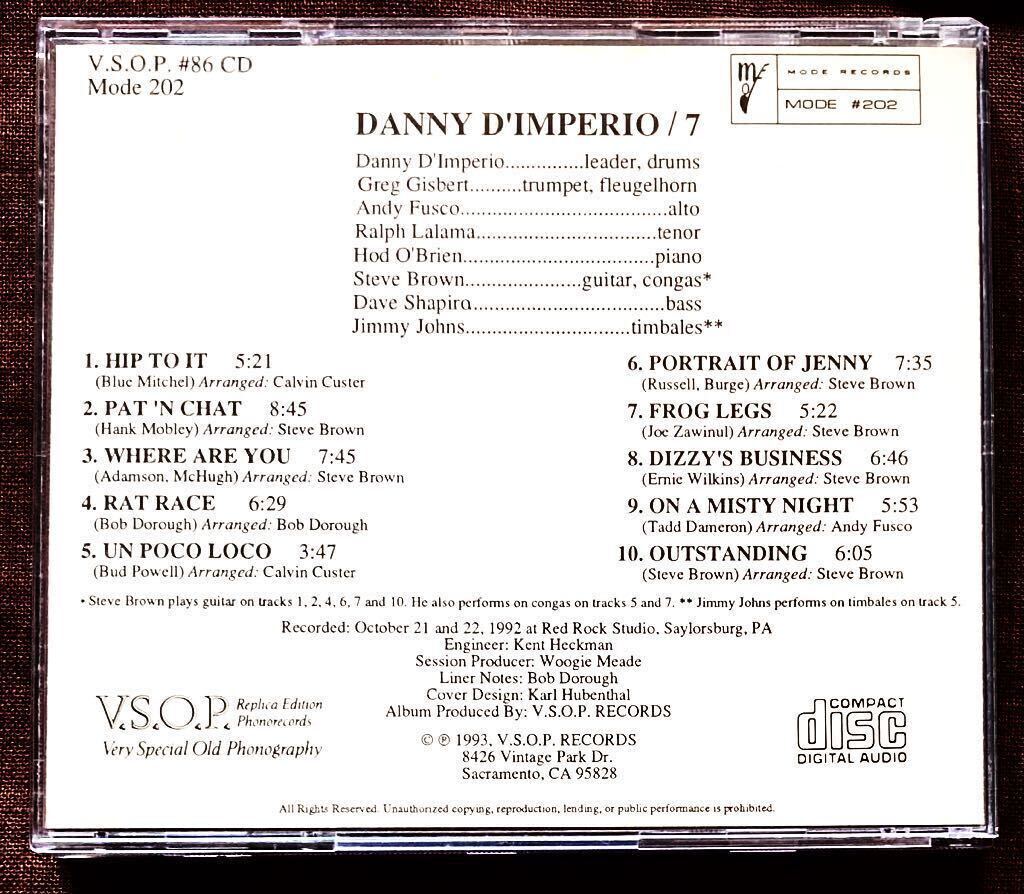 V.S.O.P. #86 CD
Mode 202
MODE RECORDS
MODE #202
DANNY D'IMPERIO / 7
Danny D'Imperio...............leader, drums
Greg Gisbert..........trumpet, fleugelhorn
Andy Fusco........................................alto
Ralph Lalama...................................tenor
Hod O'Brien.....................................piano
Steve Brown......................guitar, congas*
Dave Shapiro.....................................bass
Jimmy Johns................................timbales**
1. HIP TO IT 5:21
(Blue Mitchel) Arranged: Calvin Custer
2. PAT 'N CHAT 8:45
(Hank Mobley) Arranged: Steve Brown
3. WHERE ARE YOU 7:45
(Adamson, McHugh) Arranged: Steve Brown
4. RAT RACE 6:29
(Bob Dorough) Arranged: Bob Dorough
5. UN POCO LOCO 3:47
(Bud Powell) Arranged: Calvin Custer
6. PORTRAIT OF JENNY 7:35
(Russell, Burge) Arranged: Steve Brown
7. FROG LEGS 5:22
(Joe Zawinul) Arranged: Steve Brown
8. DIZZY'S BUSINESS 6:46
(Ernie Wilkins) Arranged: Steve Brown
9. ON A MISTY NIGHT 5:53
(Tadd Dameron) Arranged: Andy Fusco
10. OUTSTANDING 6:05
(Steve Brown) Arranged: Steve Brown
* Steve Brown plays guitar on tracks 1, 2, 4, 6, 7 and 10. He also performs on congas on tracks 5 and 7. ** Jimmy Johns performs on timbales on track 5.
Recorded: October 21 and 22, 1992 at Red Rock Studio, Saylorsburg, PA
Engineer: Kent Heckman
Session Producer: Woogie Meade
Liner Notes: Bob Dorough
Cover Design: Karl Hubenthal
Album Produced By: V.S.O.P. RECORDS
© ℗ 1993, V.S.O.P. RECORDS
8426 Vintage Park Dr.
Sacramento, CA 95828
V.S.O.P. Replica Edition
Phonorecords
Very Special Old Phonography
COMPACT
disc
DIGITAL AUDIO
All Rights Reserved. Unauthorized copying, reproduction, lending, or public performance is prohibited.